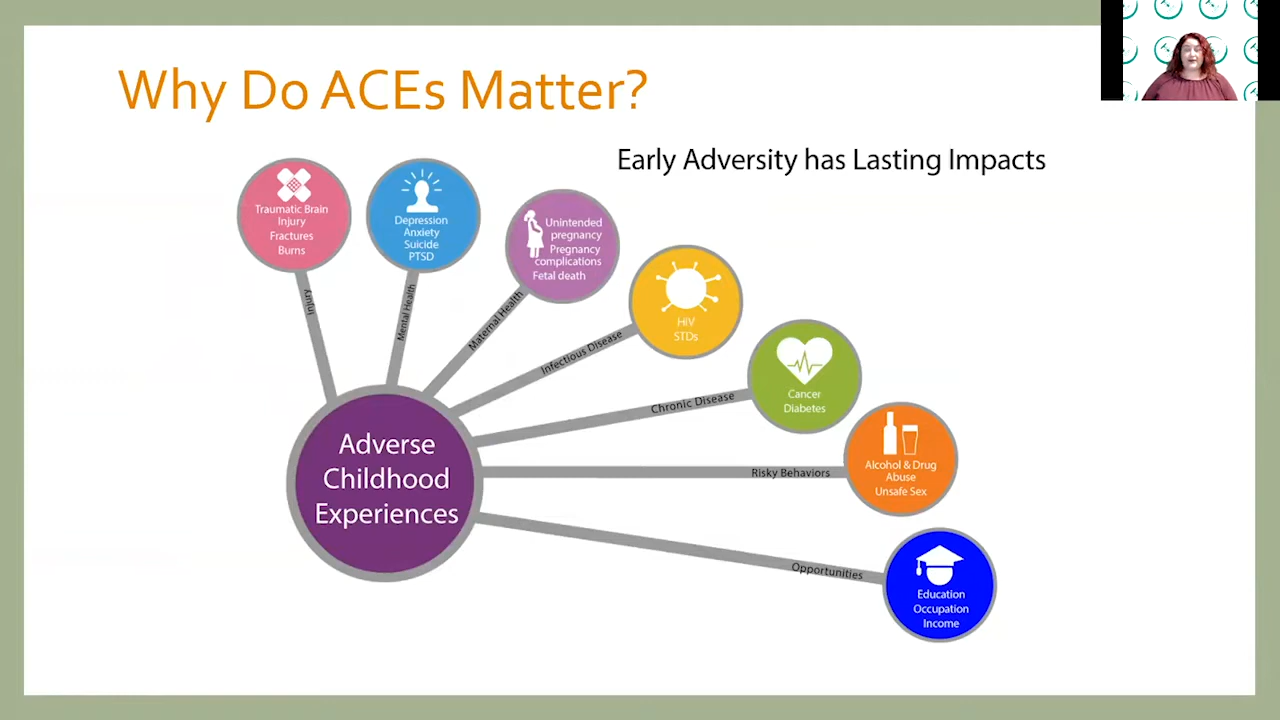 Why Do ACEs Matter?
Early Adversity has Lasting Impacts
Traumatic Brain
Injury
Fractures
Burns
Depression
Anxiety
Suicide
PTSD
Unintended
pregnancy
Pregnancy
complications
Fetal death
HIV
STDs
Cancer
Diabetes
Alcohol & Drug
Abuse
Unsafe Sex
Education
Occupation
Income
Injury
Mental Health
Maternal Health
Infectious Disease
Chronic Disease
Risky Behaviors
Opportunities
Adverse
Childhood
Experiences